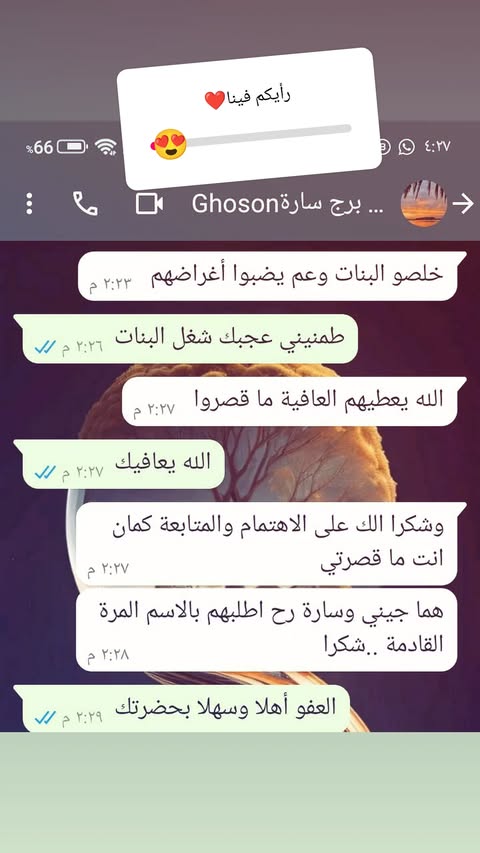 رأيكم فينا❤️
%66
٤:٢٧
... برج سارةGhoson
خلصو البنات وعم يضبوا أغراضهم
٢:٢٣ م
طمنيني عجبك شغل البنات
٢:٢٦ م
الله يعطيهم العافية ما قصروا
٢:٢٧ م
الله يعافيك
٢:٢٧ م
وشكرا الك على الاهتمام والمتابعة كمان
انت ما قصرتي
٢:٢٧ م
هما جيني وسارة رح اطلبهم بالاسم المرة
القادمة ..شكرا
٢:٢٨ م
العفو أهلا وسهلا بحضرتك
٢:٢٩ م